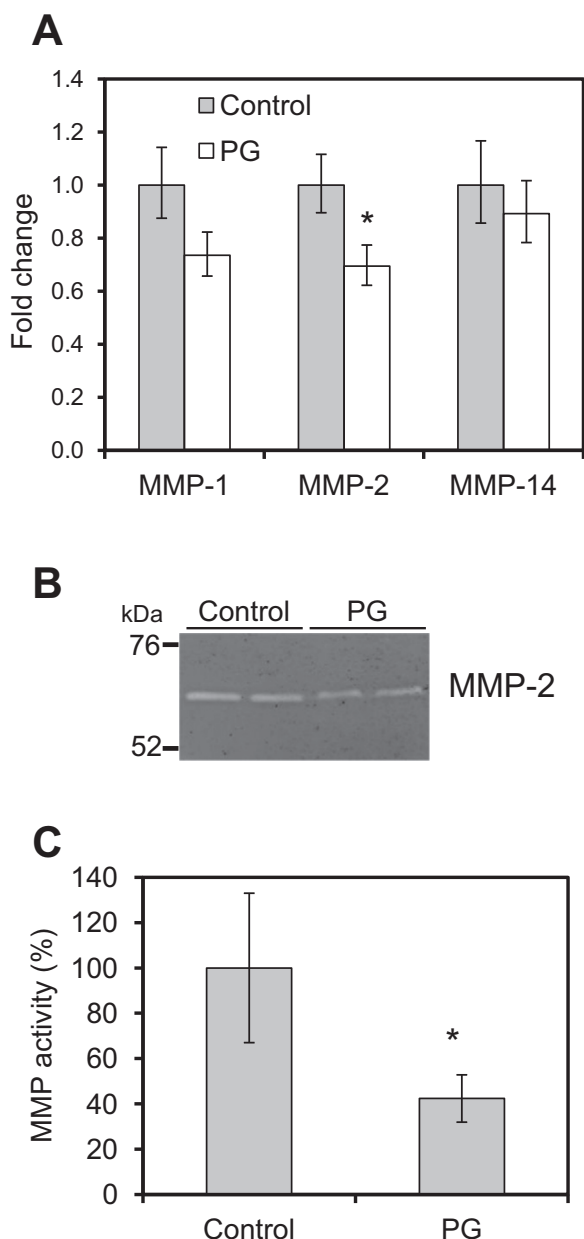 A
1.4
1.2
1.0
0.8
0.6
0.4
0.2
0.0
Fold change
Control
PG
*
MMP-1 MMP-2 MMP-14
B
kDa Control PG
76
52
MMP-2
C
140
120
100
80
60
40
20
0
MMP activity (%)
*
Control PG